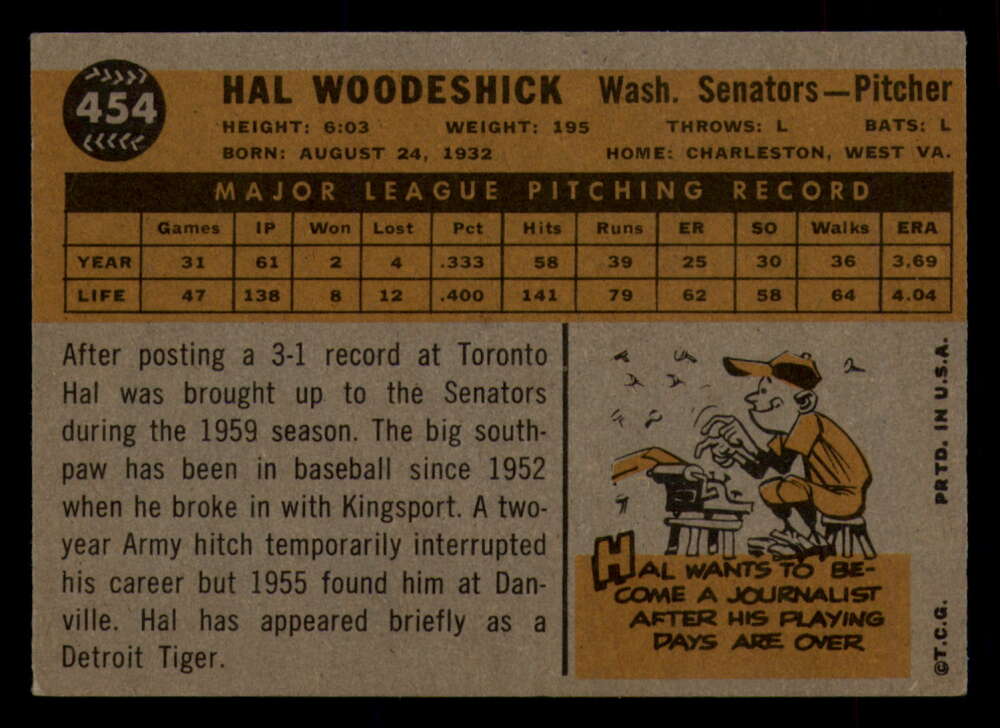 454
HAL WOODESHICK Wash. Senators—Pitcher
HEIGHT: 6:03 WEIGHT: 195 THROWS: L BATS: L
BORN: AUGUST 24, 1932 HOME: CHARLESTON, WEST VA.
MAJOR LEAGUE PITCHING RECORD
Games IP Won Lost Pct Hits Runs ER SO Walks ERA
YEAR 31 61 2 4 .333 58 39 25 30 36 3.69
LIFE 47 138 8 12 .400 141 79 62 58 64 4.04
After posting a 3-1 record at Toronto
Hal was brought up to the Senators
during the 1959 season. The big south-
paw has been in baseball since 1952
when he broke in with Kingsport. A two-
year Army hitch temporarily interrupted
his career but 1955 found him at Dan-
ville. Hal has appeared briefly as a
Detroit Tiger.
HAL WANTS TO BE-
COME A JOURNALIST
AFTER HIS PLAYING
DAYS ARE OVER
©T.C.G. PRTD. IN U.S.A.